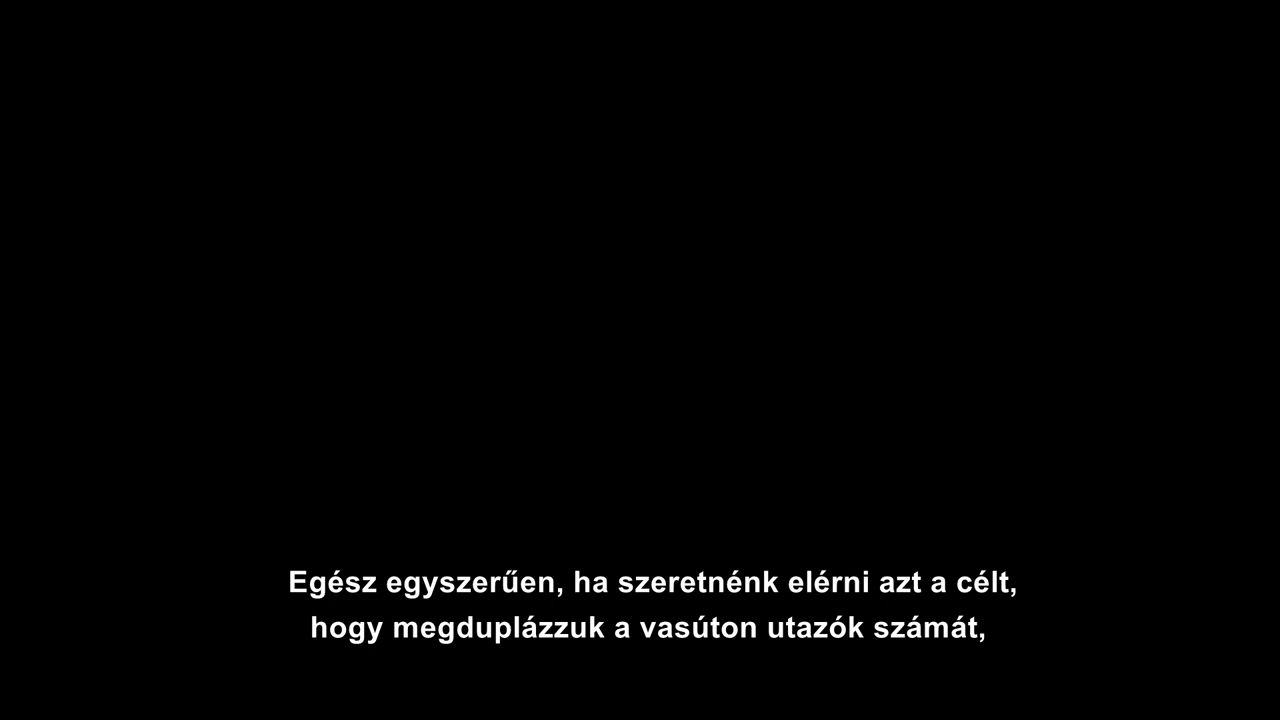 Egész egyszerűen, ha szeretnénk elérni azt a célt,
hogy megduplázzuk a vasúton utazók számát,